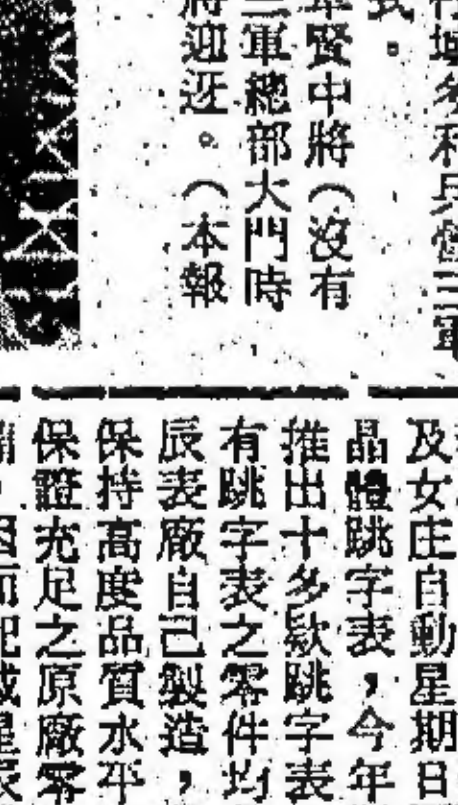 式。
韋賢中將（沒有
三軍總部大門時
將迎迓。（本報
及女庄自動星期日
晶體跳字表，今年
推出十多欵跳字表
有跳字表之零件均
辰表廠自己製造，
保持高度品質水平
保證充足之原廠零